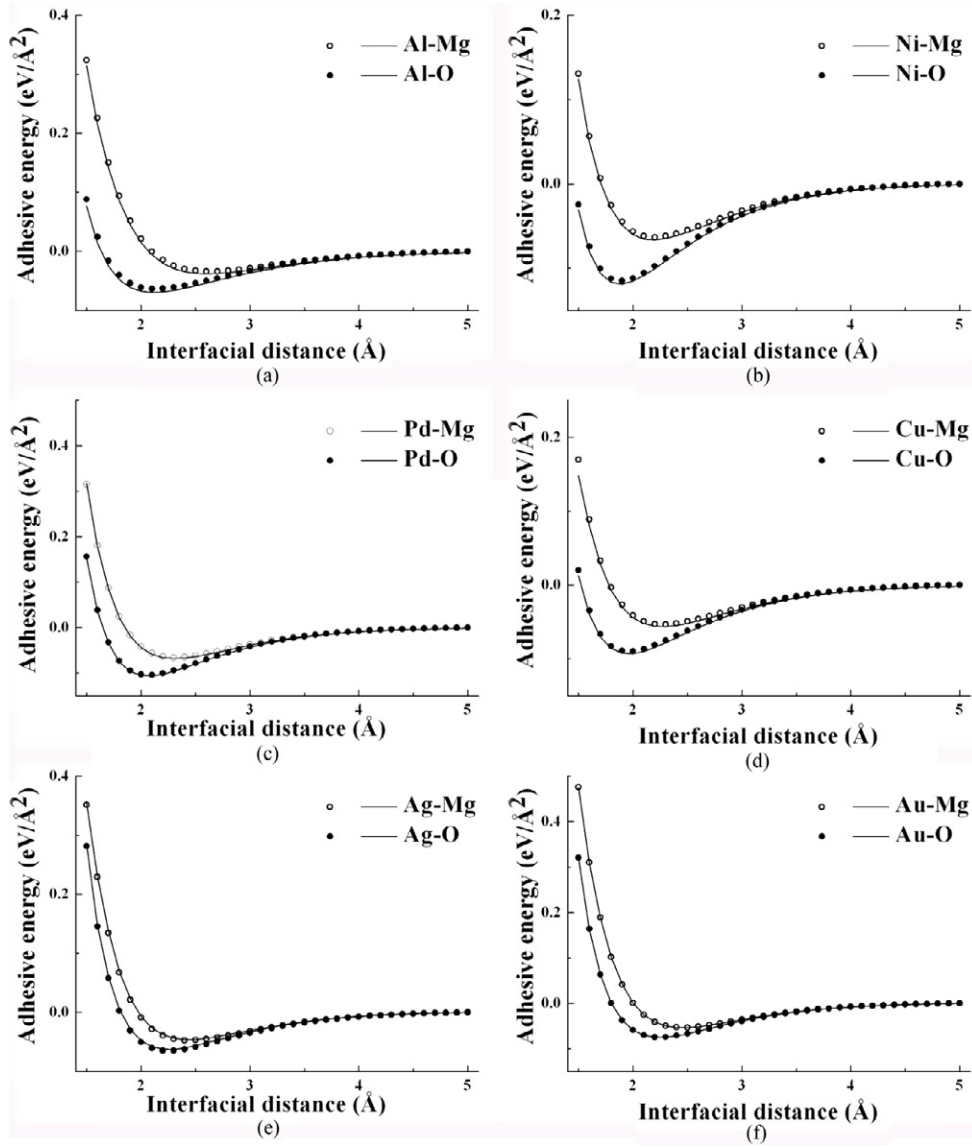 Adhesive energy (eV/Å²)
0.4
0.2
0.0
Al-Mg
Al-O
2 3 4 5
Interfacial distance (Å)
(a)
Adhesive energy (eV/Å²)
0.2
0.0
Ni-Mg
Ni-O
2 3 4 5
Interfacial distance (Å)
(b)
Adhesive energy (eV/Å²)
0.4
0.2
0.0
Pd-Mg
Pd-O
2 3 4 5
Interfacial distance (Å)
(c)
Adhesive energy (eV/Å²)
0.2
0.0
Cu-Mg
Cu-O
2 3 4 5
Interfacial distance (Å)
(d)
Adhesive energy (eV/Å²)
0.4
0.2
0.0
Ag-Mg
Ag-O
2 3 4 5
Interfacial distance (Å)
(e)
Adhesive energy (eV/Å²)
0.4
0.2
0.0
Au-Mg
Au-O
2 3 4 5
Interfacial distance (Å)
(f)